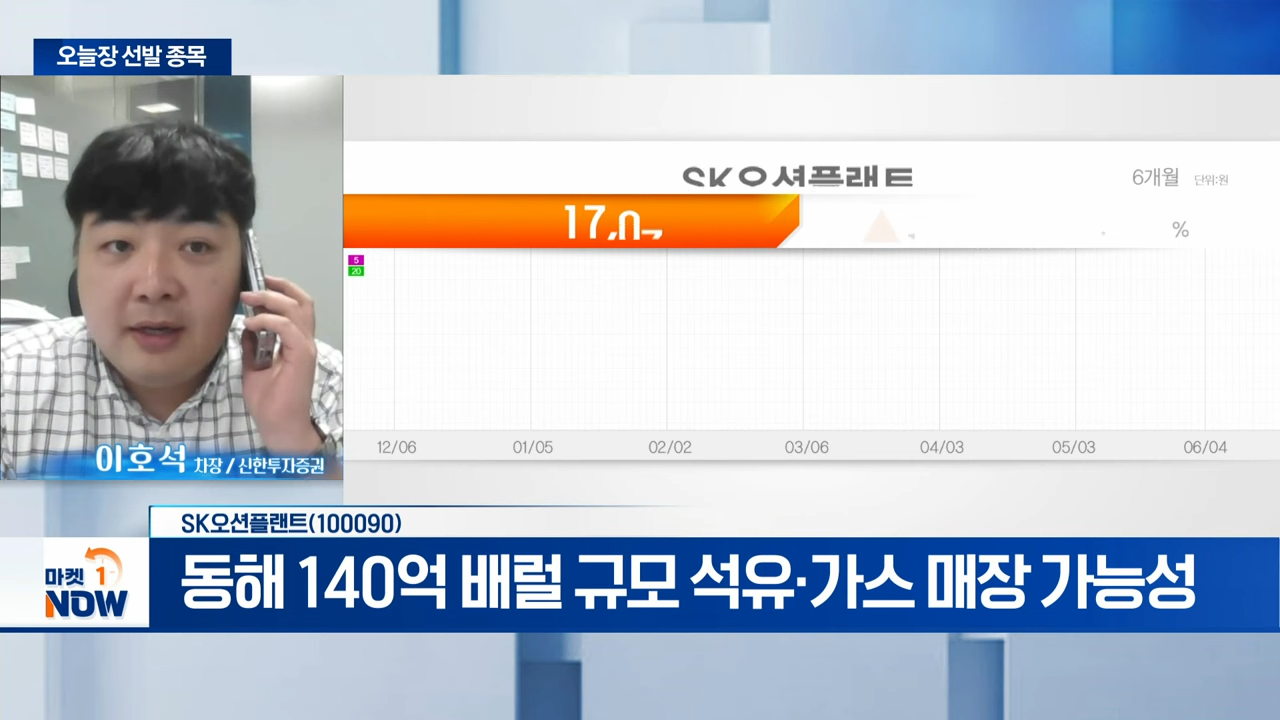 오늘장 선발 종목
SK오션플랜트
6개월 단위:원
%
5
20
12/06 01/05 02/02 03/06 04/03 05/03 06/04
이호석 차장 / 신한투자증권
SK오션플랜트(100090)
마켓 1
NOW
동해 140억 배럴 규모 석유·가스 매장 가능성